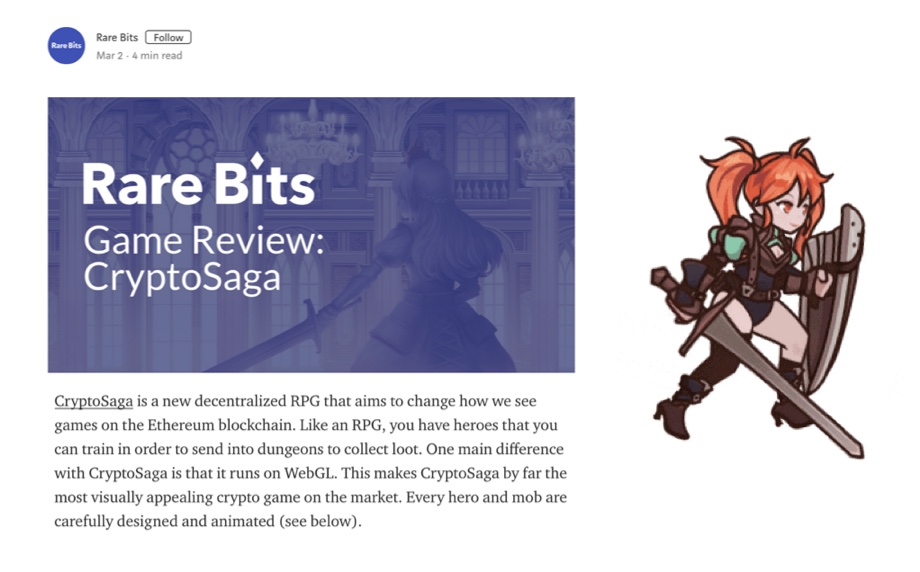 Rare Bits
Rare Bits Follow
Mar 2 · 4 min read
Rare Bits
Game Review:
CryptoSaga
CryptoSaga is a new decentralized RPG that aims to change how we see
games on the Ethereum blockchain. Like an RPG, you have heroes that you
can train in order to send into dungeons to collect loot. One main difference
with CryptoSaga is that it runs on WebGL. This makes CryptoSaga by far the
most visually appealing crypto game on the market. Every hero and mob are
carefully designed and animated (see below).